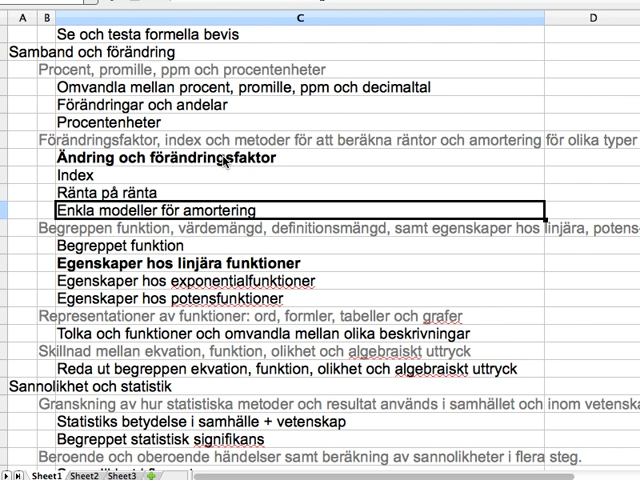 A B C D
Se och testa formella bevis
Samband och förändring
Procent, promille, ppm och procentenheter
Omvandla mellan procent, promille, ppm och decimaltal
Förändringar och andelar
Procentenheter
Förändringsfaktor, index och metoder för att beräkna räntor och amortering för olika typer
Ändring och förändringsfaktor
Index
Ränta på ränta
Enkla modeller för amortering
Begreppen funktion, värdemängd, definitionsmängd, samt egenskaper hos linjära, potens-
Begreppet funktion
Egenskaper hos linjära funktioner
Egenskaper hos exponentialfunktioner
Egenskaper hos potensfunktioner
Representationer av funktioner: ord, formler, tabeller och grafer
Tolka och funktioner och omvandla mellan olika beskrivningar
Skillnad mellan ekvation, funktion, olikhet och algebraiskt uttryck
Reda ut begreppen ekvation, funktion, olikhet och algebraiskt uttryck
Sannolikhet och statistik
Granskning av hur statistiska metoder och resultat används i samhället och inom vetenska
Statistiks betydelse i samhälle + vetenskap
Begreppet statistisk signifikans
Beroende och oberoende händelser samt beräkning av sannolikheter i flera steg.
Sheet1 Sheet2 Sheet3